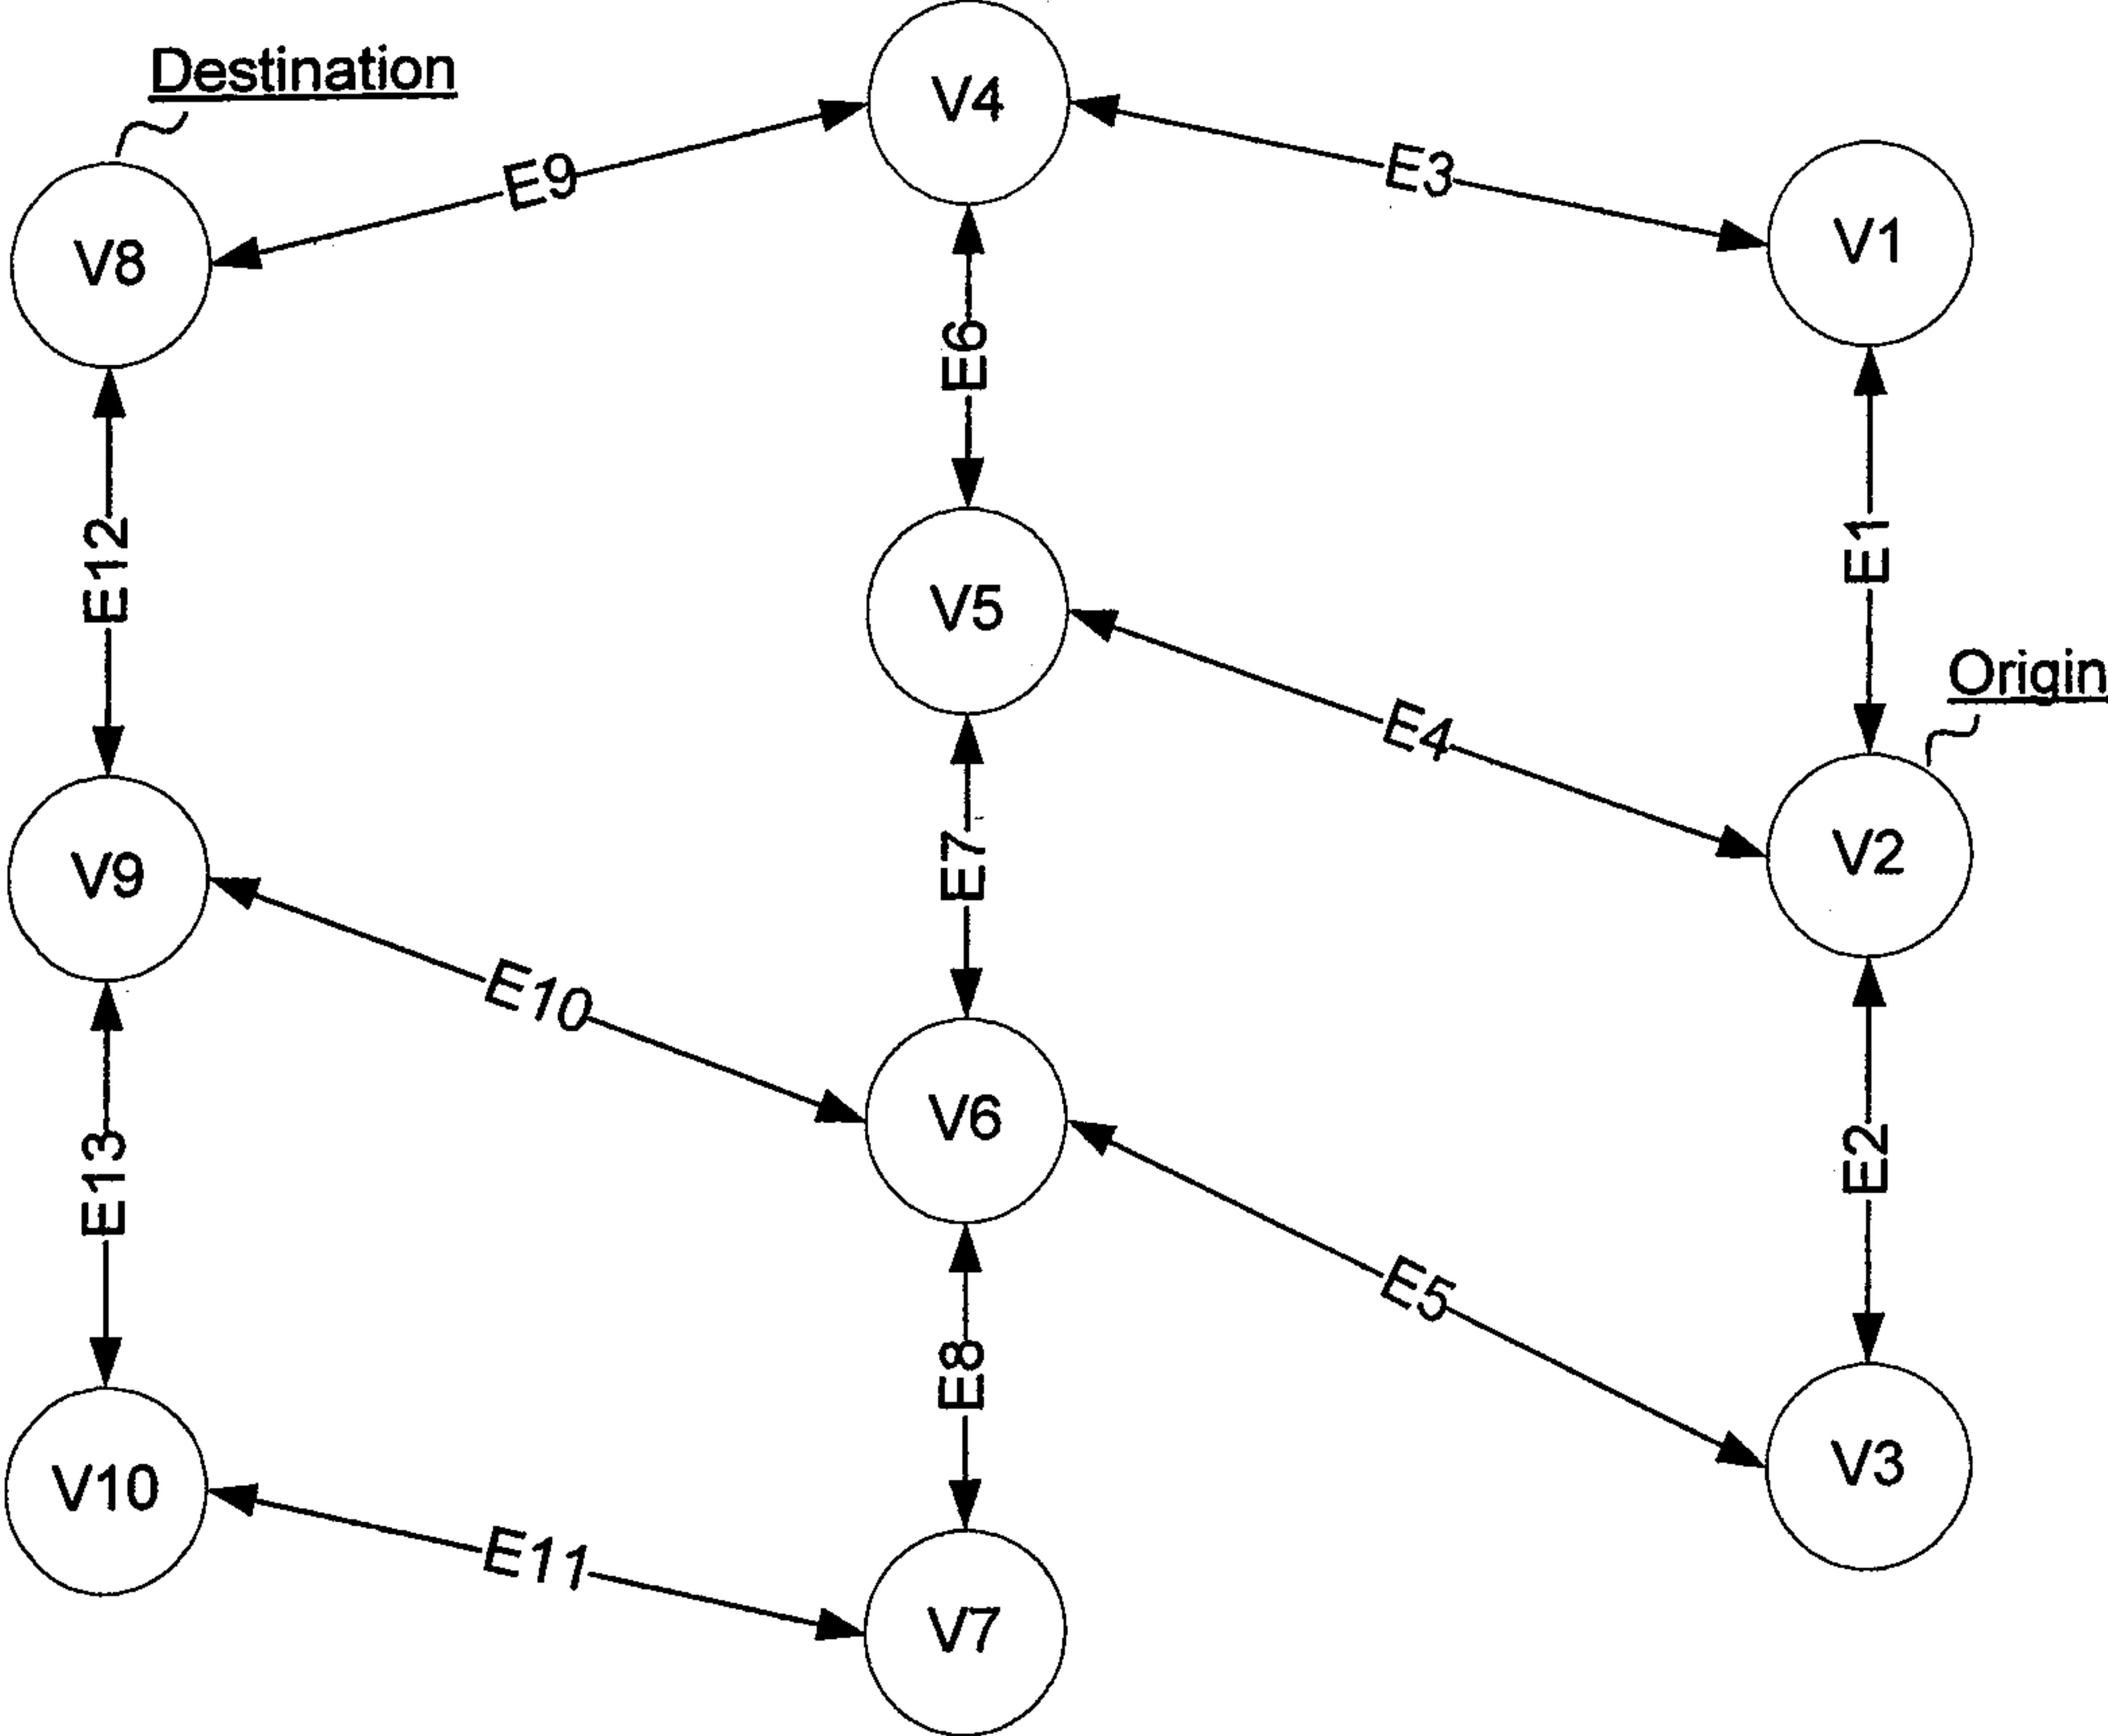 Destination
V4
E9
E3
V8
V1
E6
E12
E1
V5
Origin
E4
V9
E7
V2
E10
V6
E13
E2
E5
E8
V10
V3
E11
V7